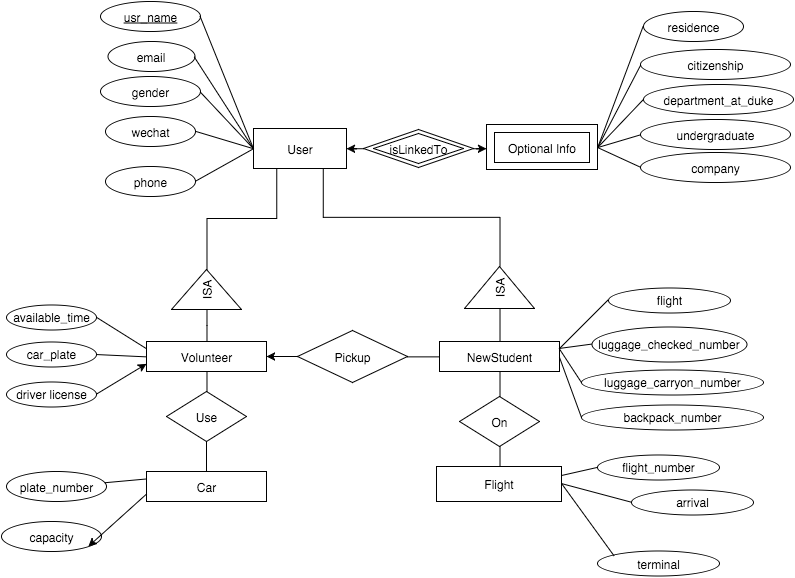 usr_name
residence
email
citizenship
gender
department_at_duke
wechat
undergraduate
User
isLinkedTo
Optional Info
company
phone
ISA
ISA
available_time
flight
car_plate
luggage_checked_number
Volunteer
Pickup
NewStudent
driver license
luggage_carryon_number
Use
On
backpack_number
plate_number
flight_number
Car
Flight
arrival
capacity
terminal